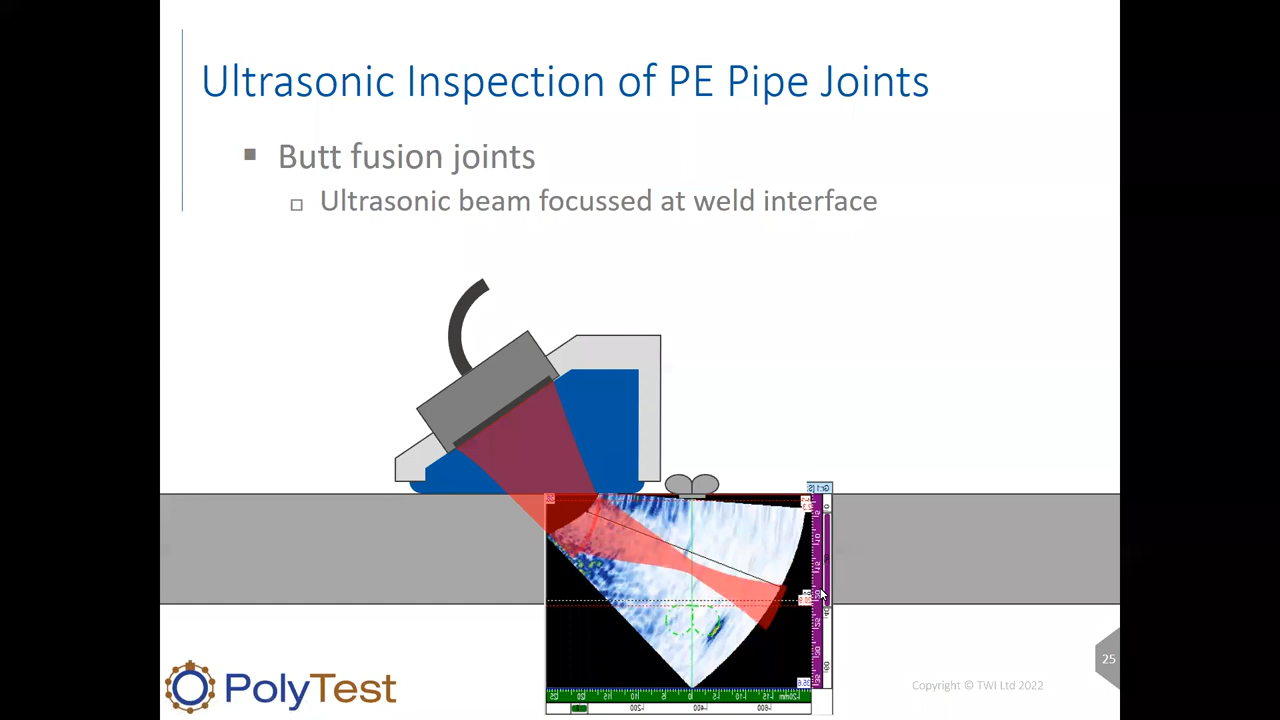 Ultrasonic Inspection of PE Pipe Joints
Butt fusion joints
Ultrasonic beam focussed at weld interface
25
PolyTest
Copyright © TWI Ltd 2022